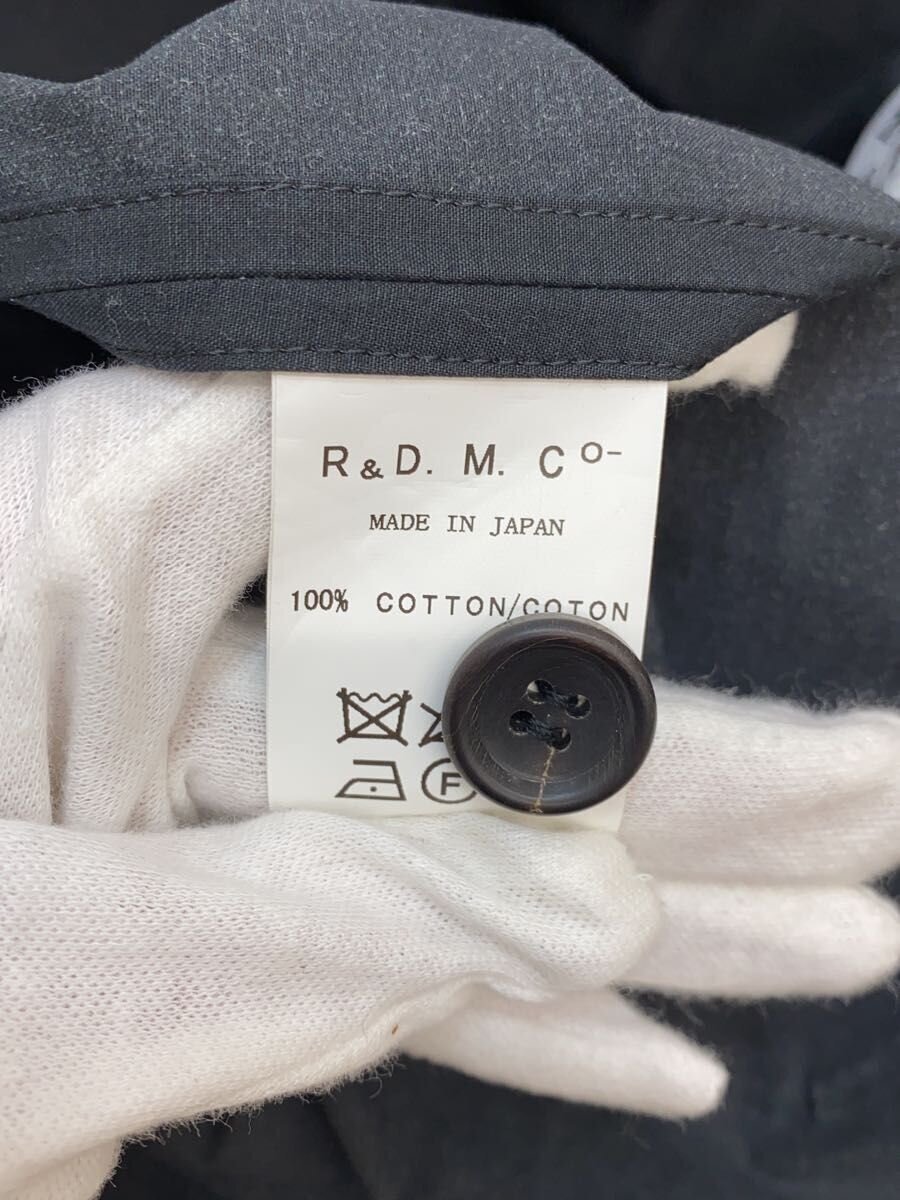 R&D. M. Co-
MADE IN JAPAN
100% COTTON/COTON
F